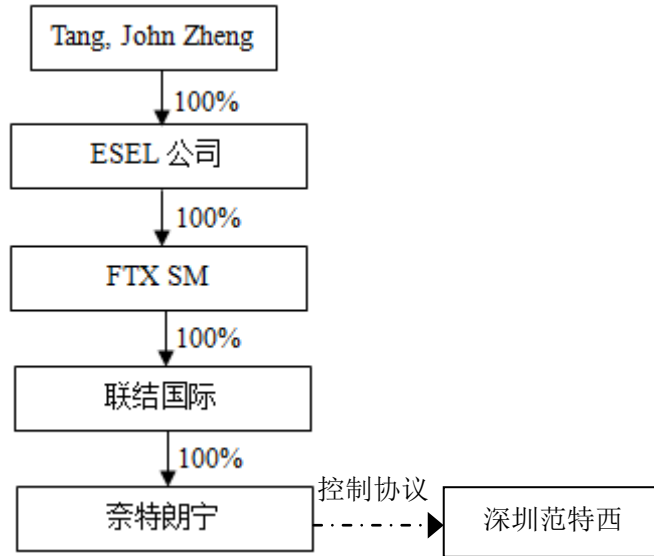 Tang, John Zheng
100%
ESEL 公司
100%
FTX SM
100%
联结国际
100%
奈特朗宁
控制协议
深圳范特西